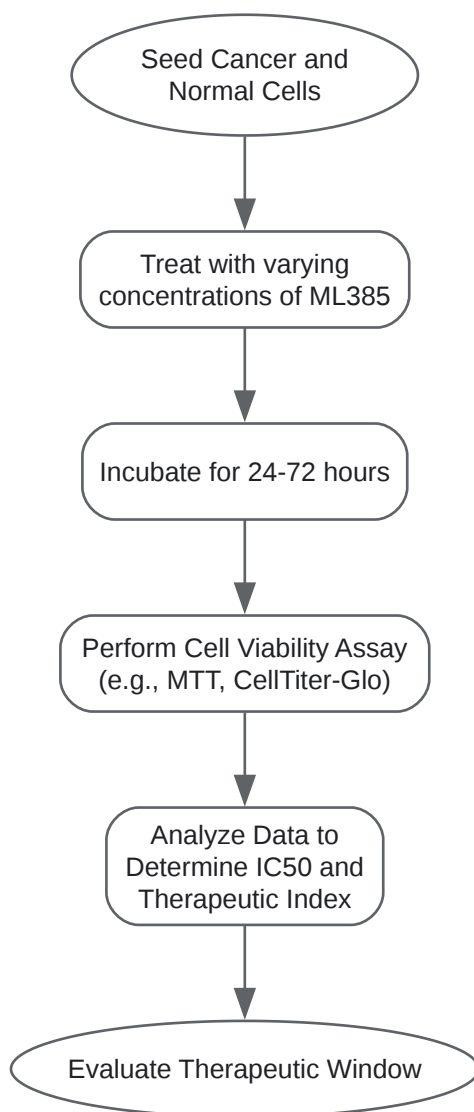 Seed Cancer and
Normal Cells
Treat with varying
concentrations of ML385
Incubate for 24-72 hours
Perform Cell Viability Assay
(e.g., MTT, CellTiter-Glo)
Analyze Data to
Determine IC50 and
Therapeutic Index
Evaluate Therapeutic Window